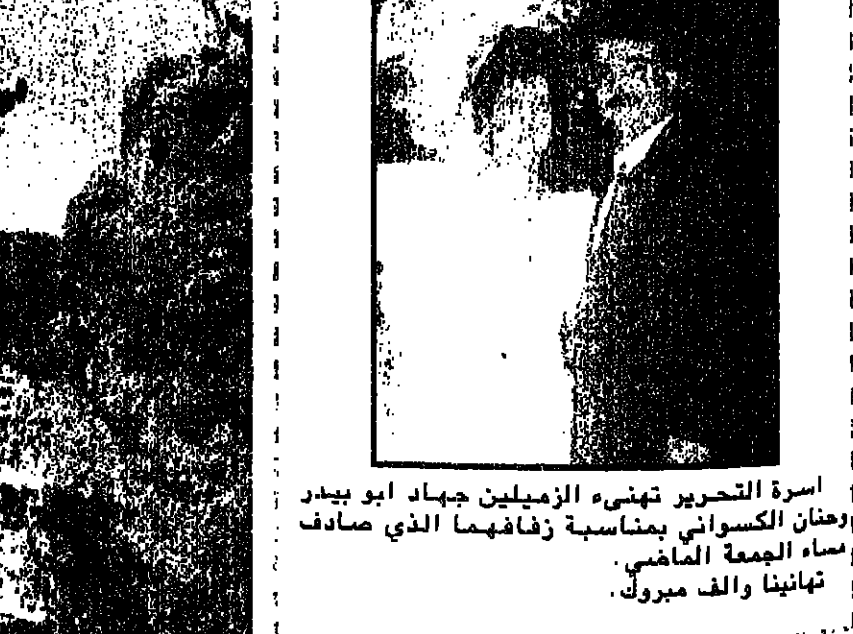 اسرة التحرير تهنىء الزميلين جهاد ابو بيدر
وحنان الكسواني بمناسبة زفافهما الذي صادف
مساء الجمعة الماضي.
تهانينا والف مبروك.